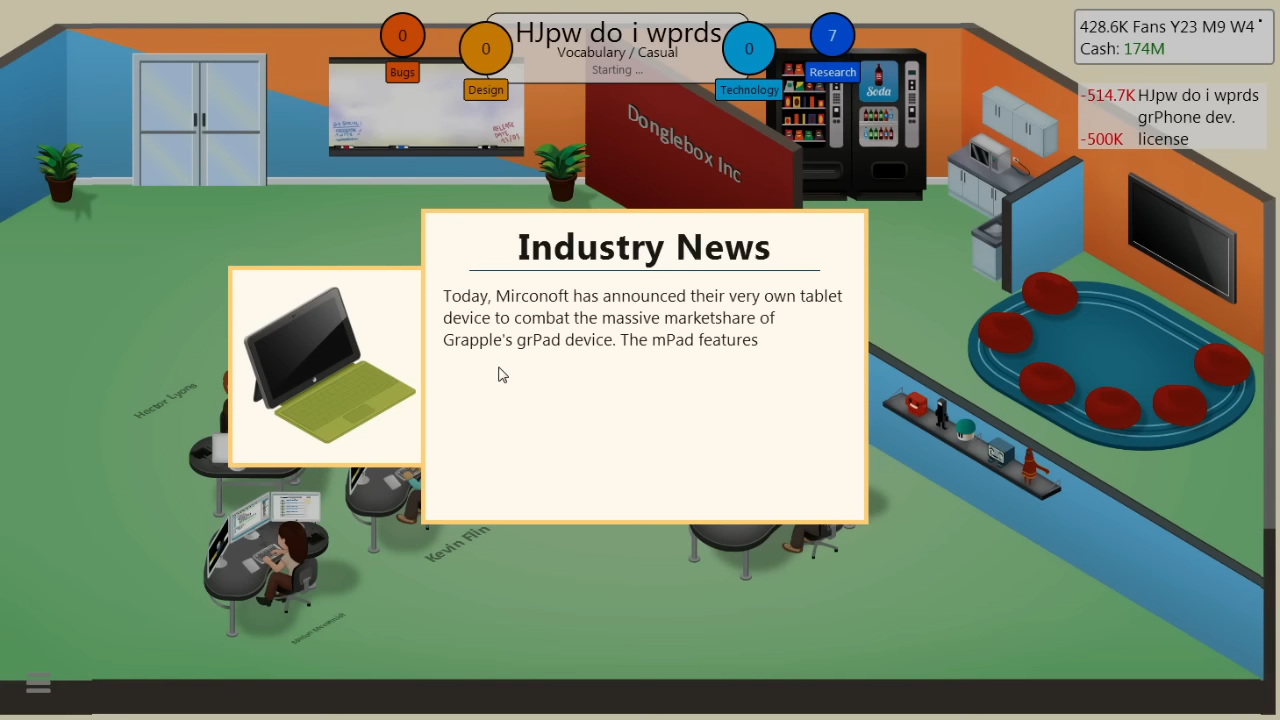 HJpw do i wprds
Vocabulary / Casual
Starting ...
0
Bugs
0
Design
0
Technology
7
Research
428.6K Fans Y23 M9 W4
Cash: 174M
-514.7K HJpw do i wprds
grPhone dev.
-500K license
RELEASE
DATE
Soda
Donglebox Inc
Industry News
Today, Mirconoft has announced their very own tablet
device to combat the massive marketshare of
Grapple's grPad device. The mPad features
Hector Lyons
Kevin Flin